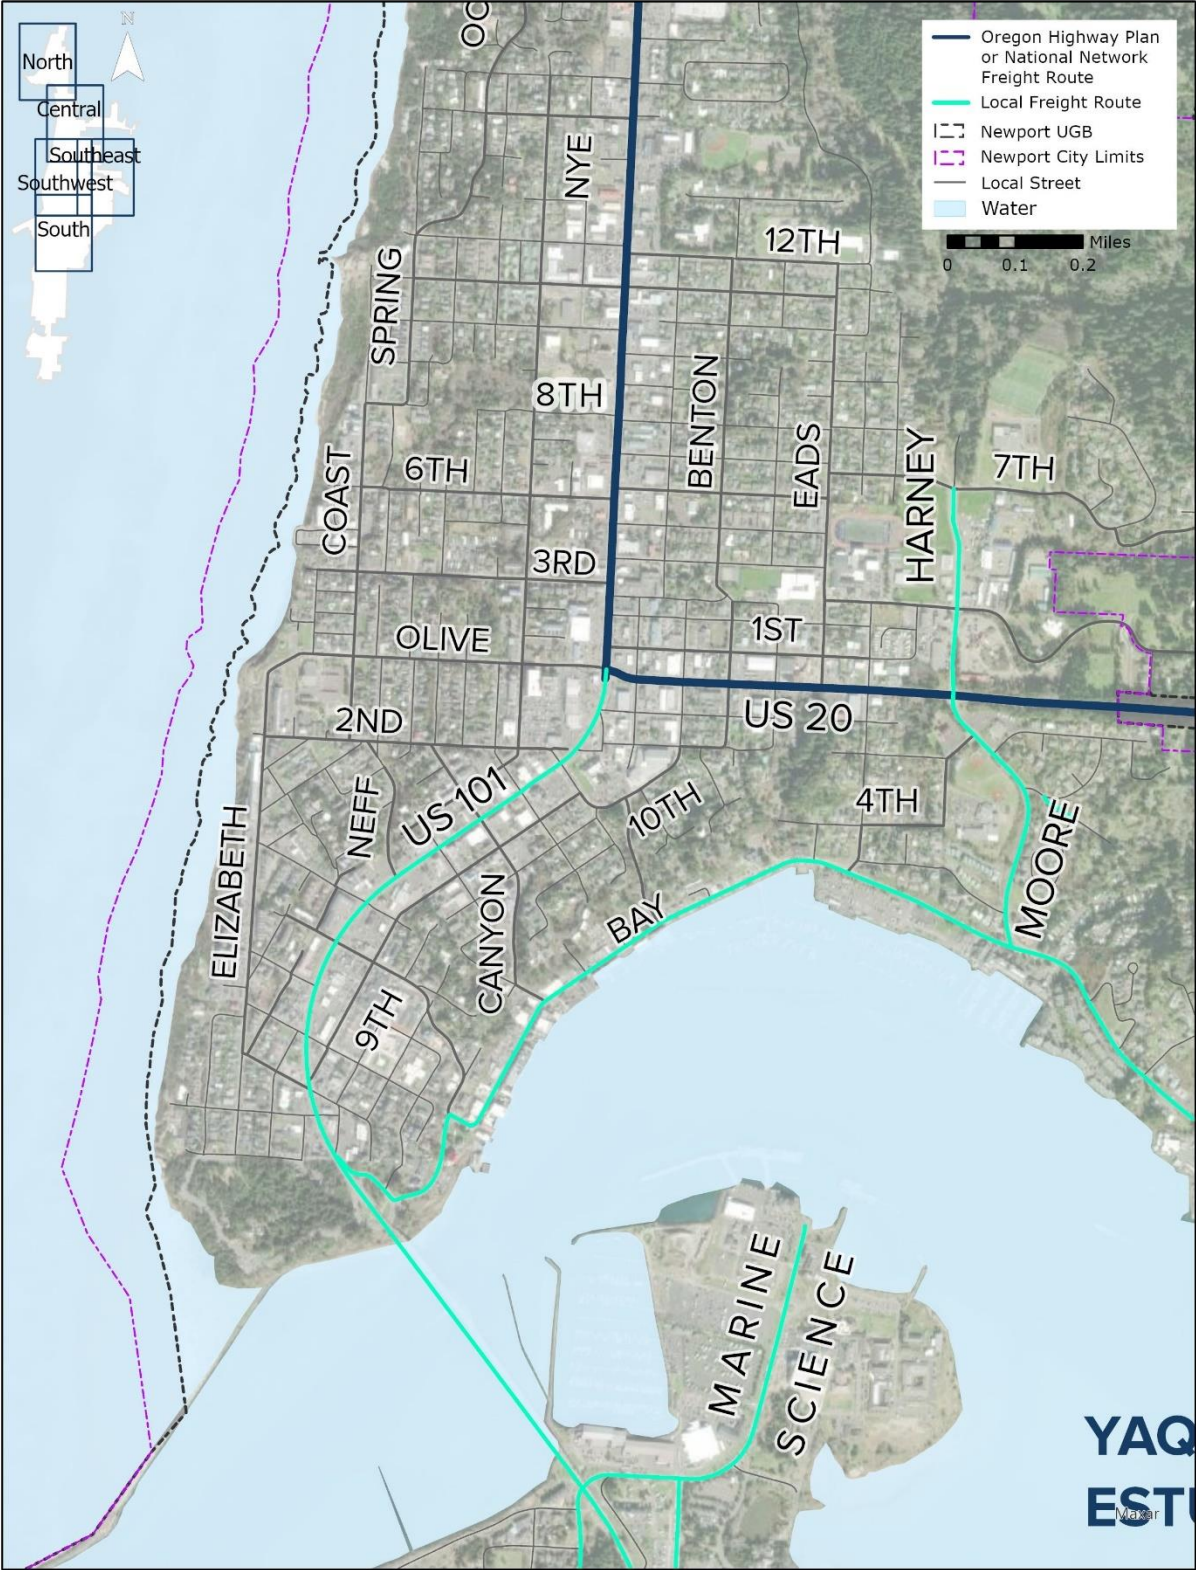 N
North
Central
Southeast
Southwest
South
Oregon Highway Plan
or National Network
Freight Route
Local Freight Route
Newport UGB
Newport City Limits
Local Street
Water
Miles
0 0.1 0.2
OC
NYE
12TH
SPRING
8TH
BENTON
EADS
HARNEY
7TH
6TH
COAST
3RD
1ST
OLIVE
2ND
US 20
US 101
NEFF
10TH
4TH
MOORE
ELIZABETH
CANYON
BAY
9TH
MARINE
SCIENCE
YAQ
ESTU
Maxar